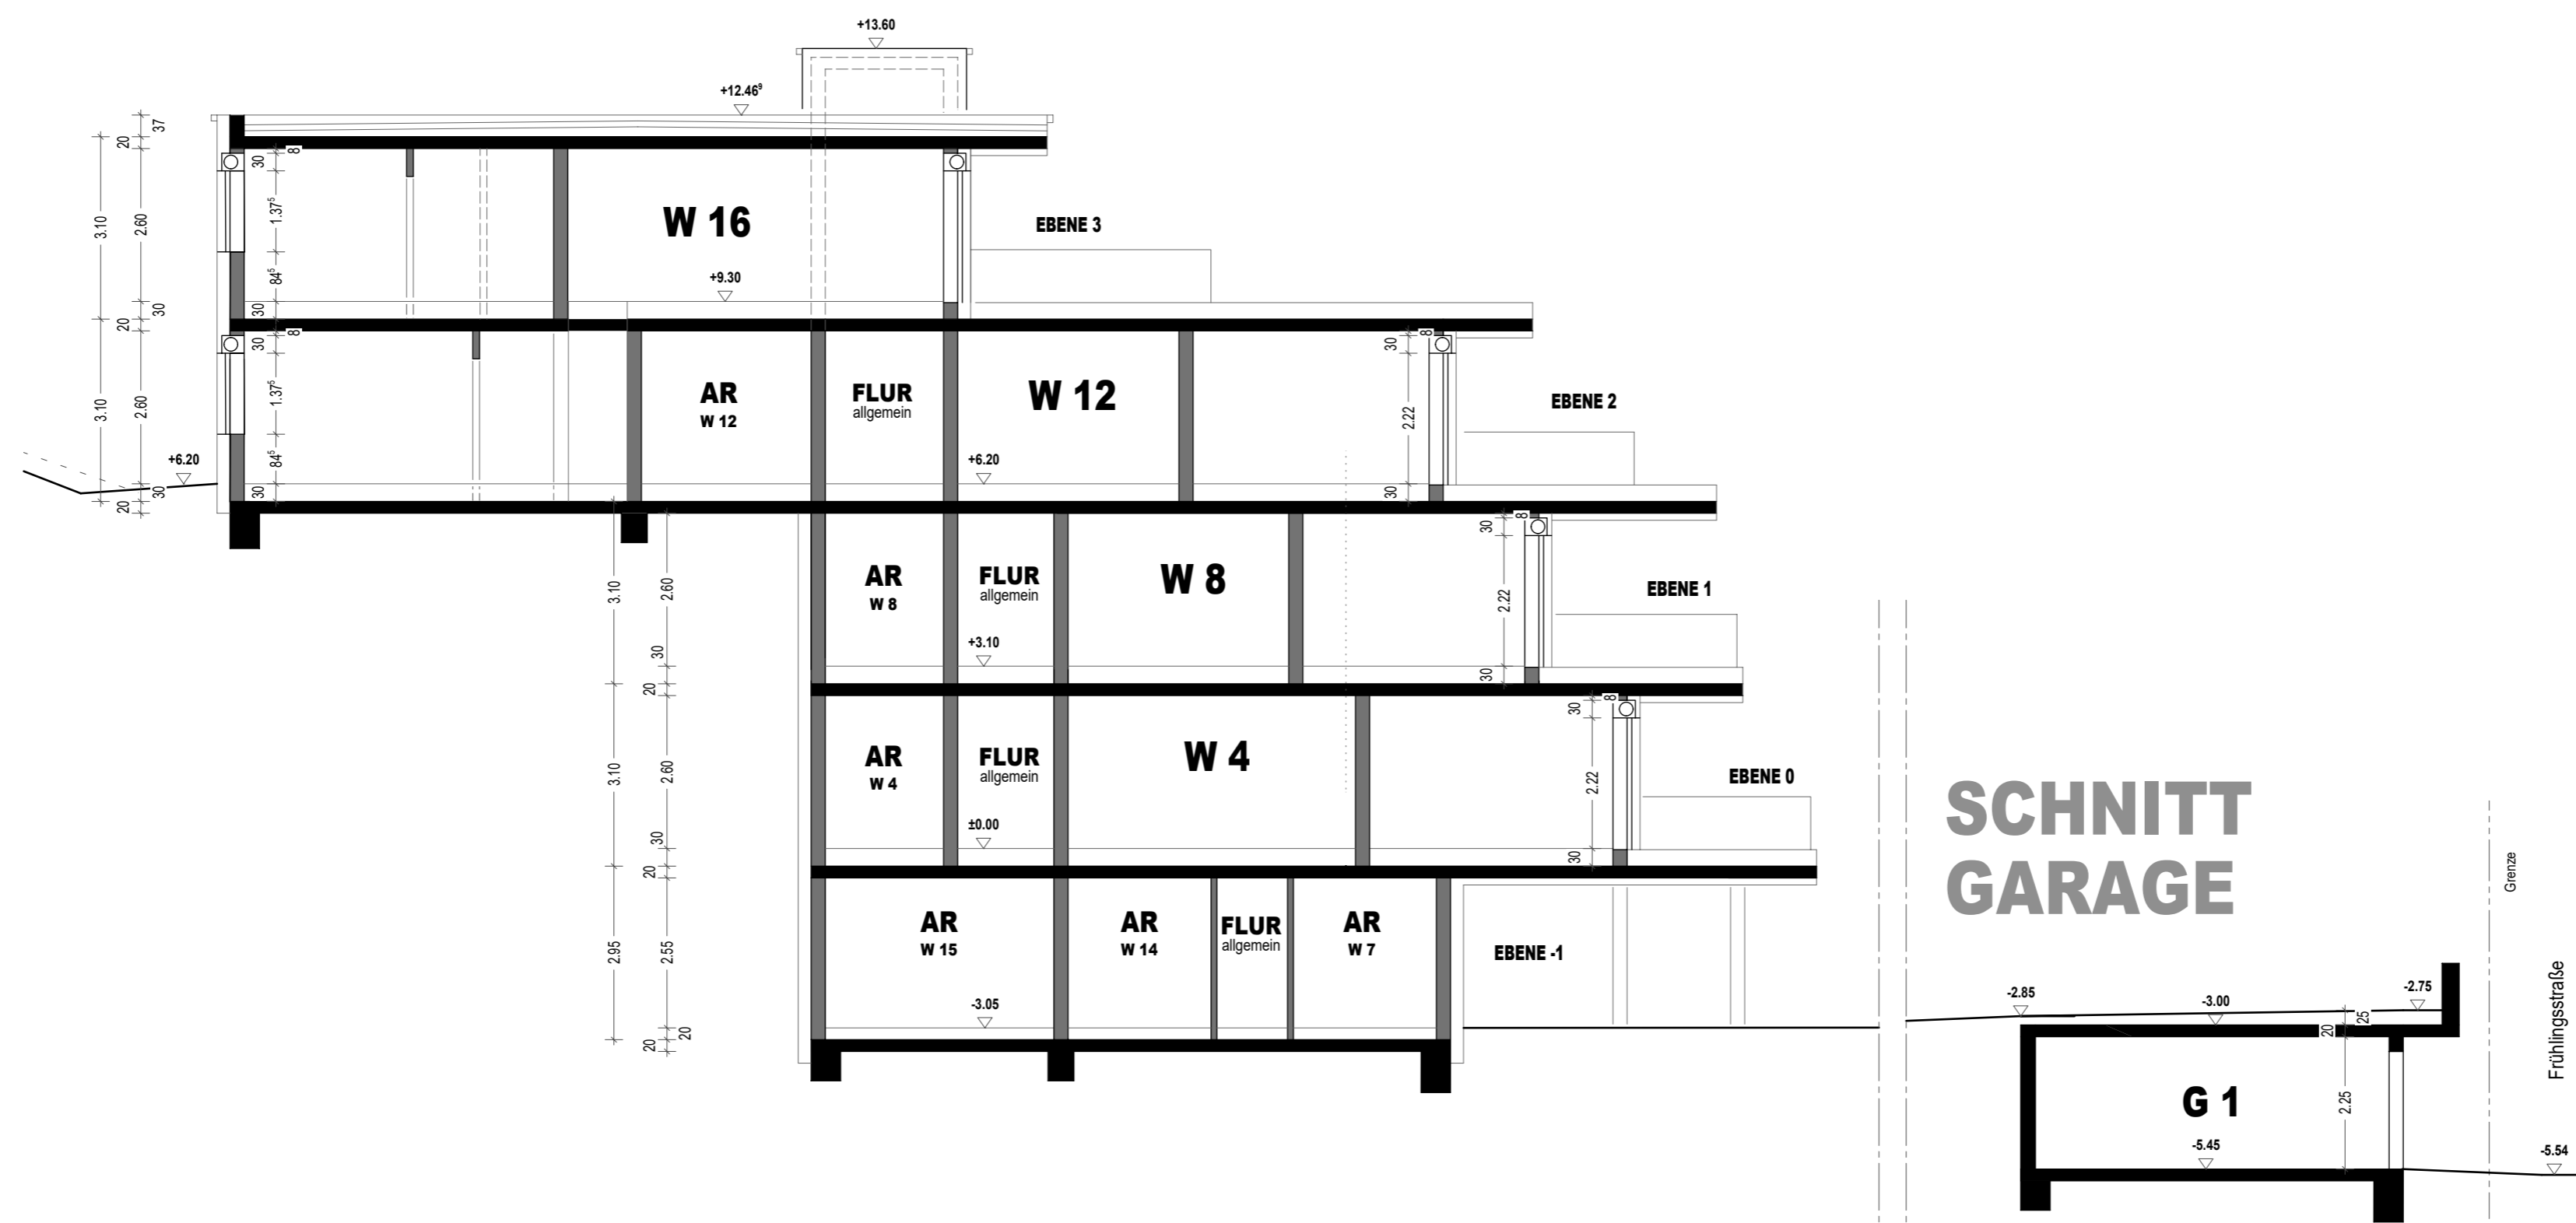 +13.60
+12.46⁹
37
20
30
8
3.10
2.60
1.37⁵
W 16
EBENE 3
+9.30
84⁵
30
30
20
8
30
8
30
3.10
2.60
1.37⁵
AR
W 12
FLUR
allgemein
W 12
2.22
EBENE 2
+6.20
84⁵
+6.20
30
30
30
20
8
30
3.10
2.60
AR
W 8
FLUR
allgemein
W 8
2.22
EBENE 1
+3.10
30
30
20
8
30
3.10
2.60
AR
W 4
FLUR
allgemein
W 4
2.22
EBENE 0
±0.00
30
30
20
2.95
2.55
AR
W 15
AR
W 14
FLUR
allgemein
AR
W 7
EBENE -1
-3.05
20
20
SCHNITT
GARAGE
Grenze
Frühlingsstraße
-2.85
-3.00
-2.75
25
20
G 1
2.25
-5.45
-5.54